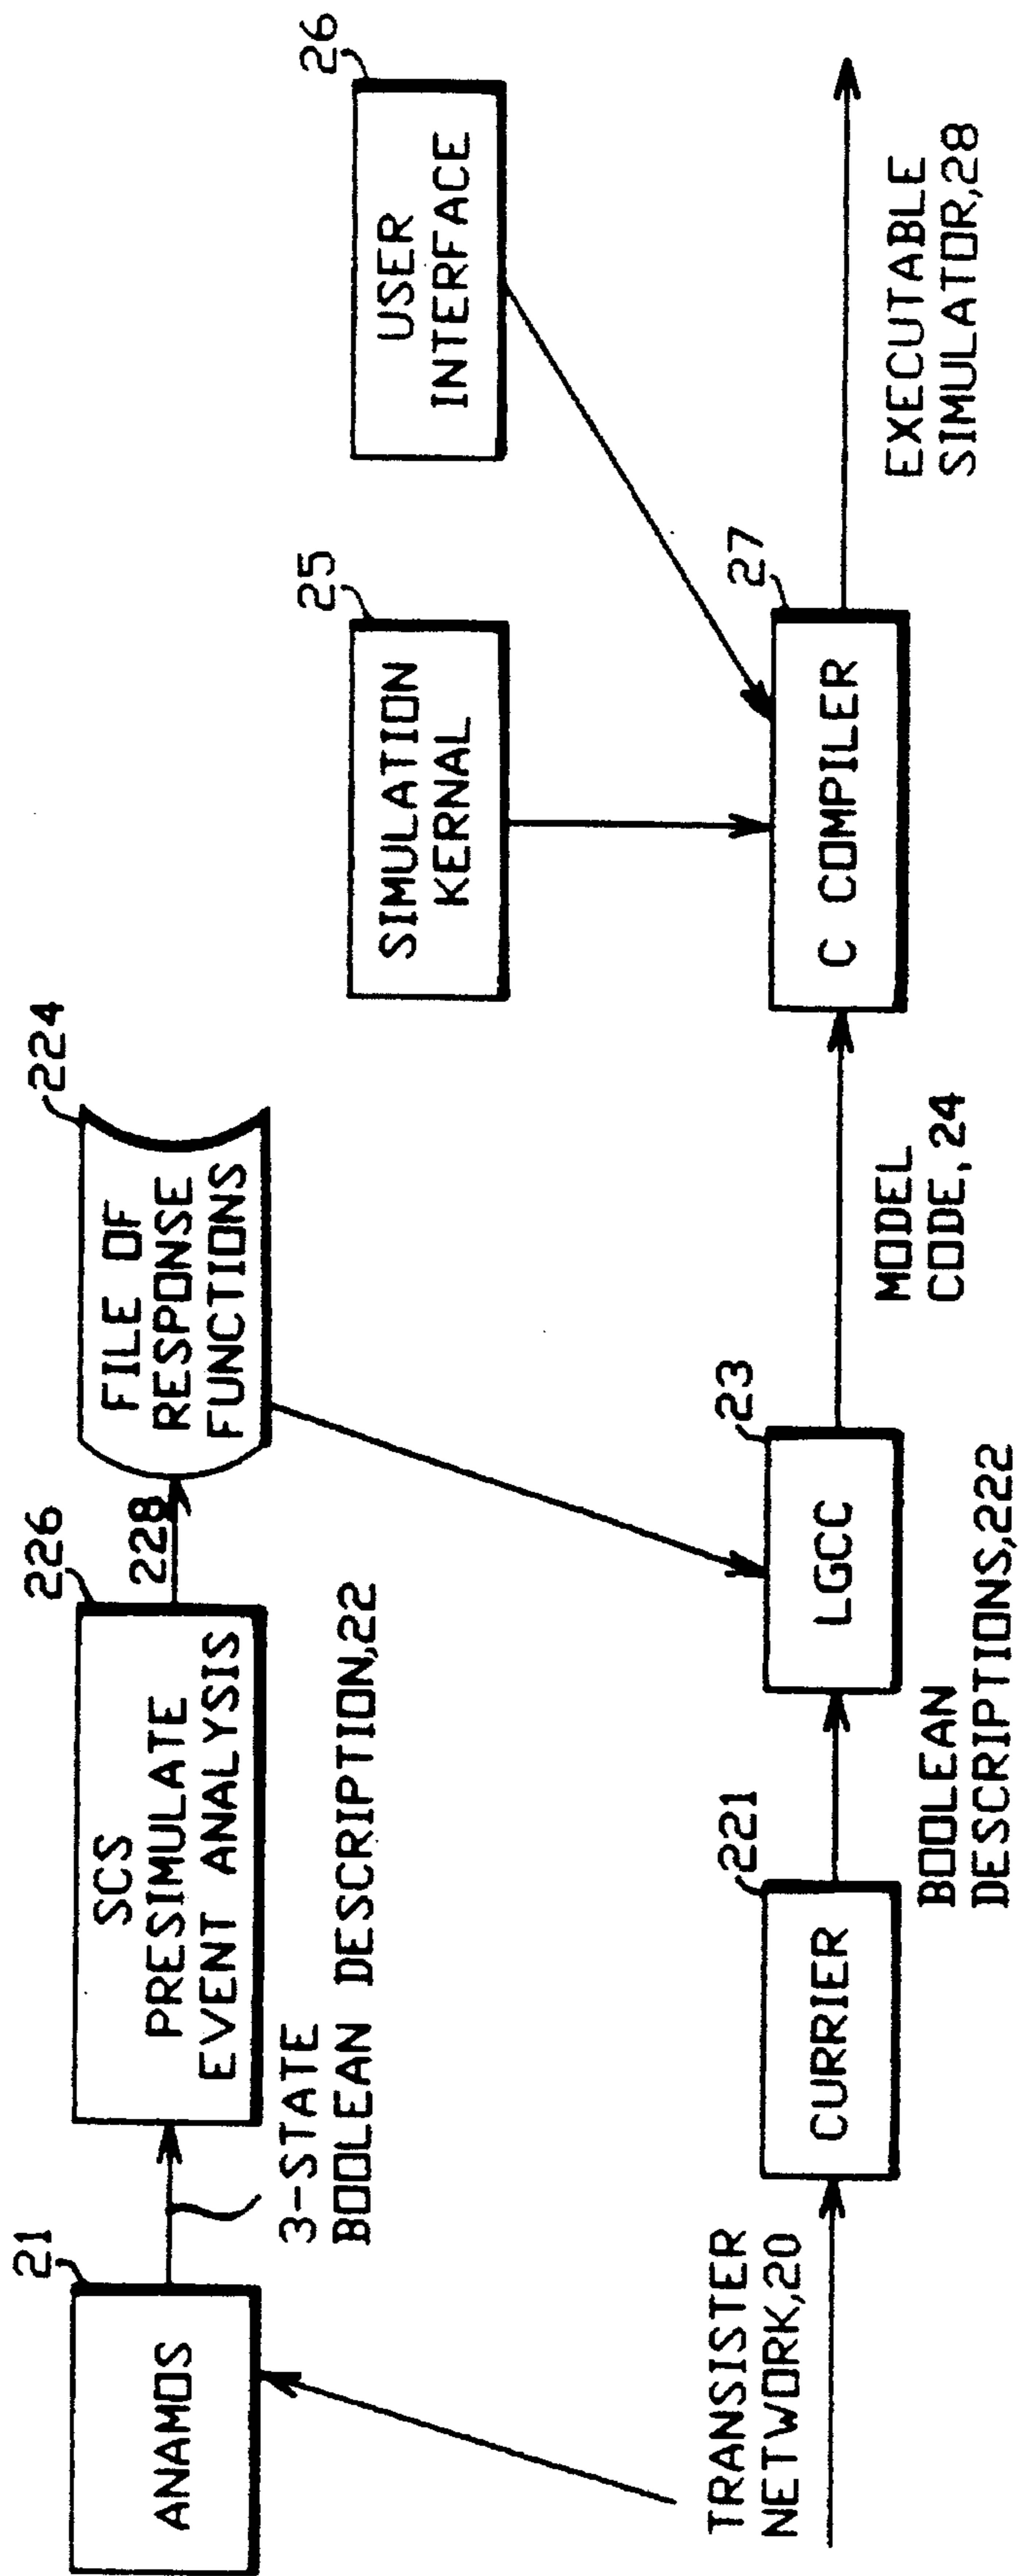 21
ANAMOS
3-STATE
BOOLEAN DESCRIPTION,22
226
SCS
PRESIMULATE
EVENT ANALYSIS
228
224
FILE OF
RESPONSE
FUNCTIONS
25
SIMULATION
KERNAL
26
USER
INTERFACE
TRANSISTER
NETWORK,20
221
CURRIER
BOOLEAN
DESCRIPTIONS,222
23
LGCC
MODEL
CODE,24
27
C COMPILER
EXECUTABLE
SIMULATOR,28